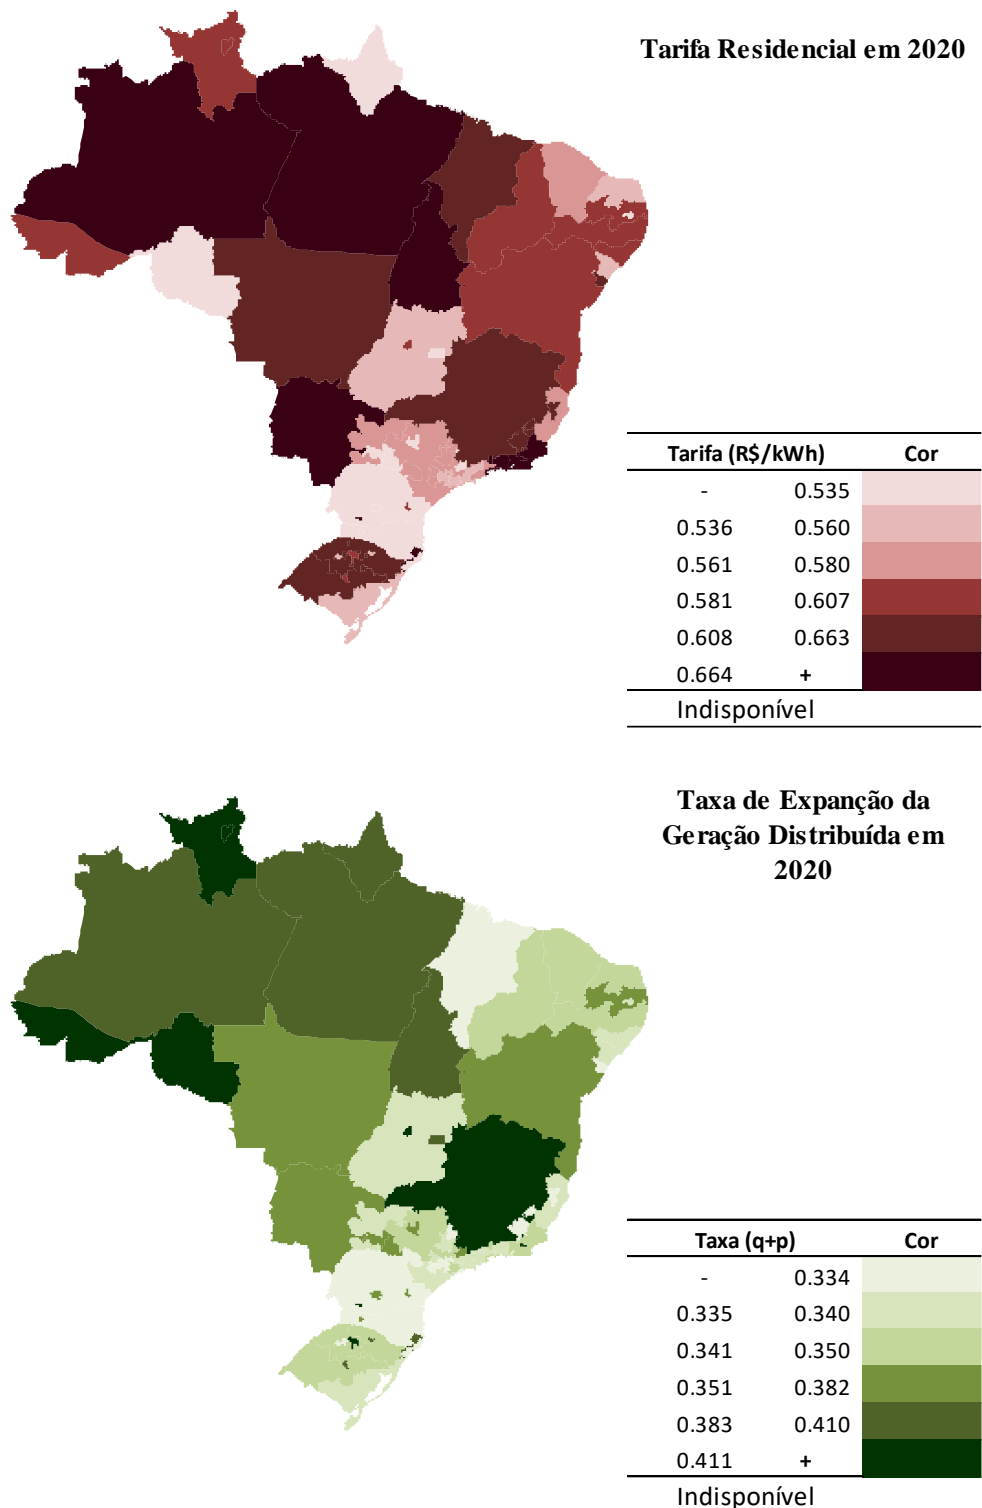 Tarifa Residencial em 2020
Tarifa (R$/kWh) Cor
- 0.535
0.536 0.560
0.561 0.580
0.581 0.607
0.608 0.663
0.664 +
Indisponível
Taxa de Expanção da
Geração Distribuída em
2020
Taxa (q+p) Cor
- 0.334
0.335 0.340
0.341 0.350
0.351 0.382
0.383 0.410
0.411 +
Indisponível